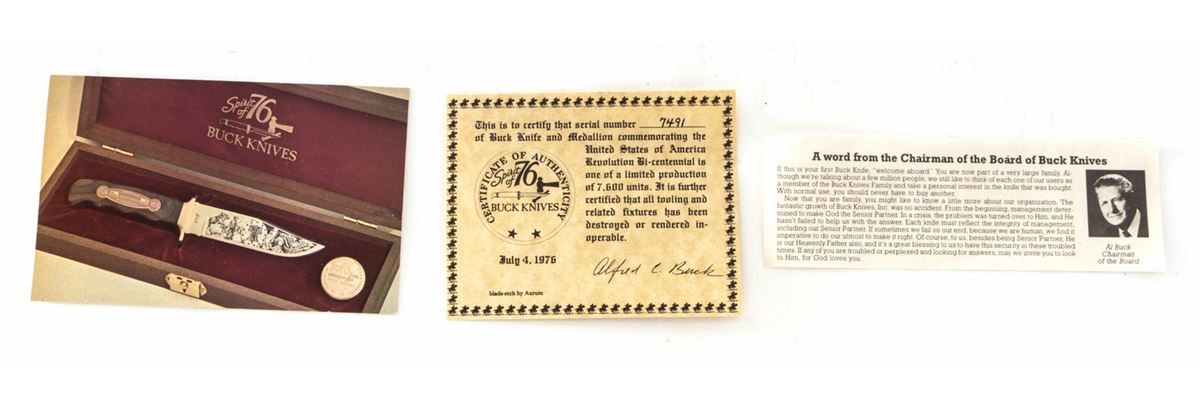 Spirit of 76
BUCK KNIVES
This is to certify that serial number 7491
of Buck Knife and Medallion commemorating the
United States of America
Revolution Bi-centennial is
one of a limited production
of 7,600 units. It is further
certified that all tooling and
related fixtures has been
destroyed or rendered in-
operable.
CERTIFICATE OF AUTHENTICITY
Spirit of 76
BUCK KNIVES
July 4, 1976
Alfred C. Buck
blade etch by Aurum
A word from the Chairman of the Board of Buck Knives
If this is your first Buck Knife, "welcome aboard." You are now part of a very large family. Al-
though we're talking about a few million people, we still like to think of each one of our users as
a member of the Buck Knives Family and take a personal interest in the knife that was bought.
With normal use, you should never have to buy another.
Now that you are family, you might like to know a little more about our organization. The
fantastic growth of Buck Knives, Inc. was no accident. From the beginning, management deter-
mined to make God the Senior Partner. In a crisis, the problem was turned over to Him, and He
hasn't failed to help us with the answer. Each knife must reflect the integrity of management,
including our Senior Partner. If sometimes we fail on our end, because we are human, we find it
imperative to do our utmost to make it right. Of course, to us, besides being Senior Partner, He
is our Heavenly Father also, and it's a great blessing to us to have this security in these troubled
times. If any of you are troubled or perplexed and looking for answers, may we invite you to look
to Him, for God loves you.
Al Buck
Chairman
of the Board